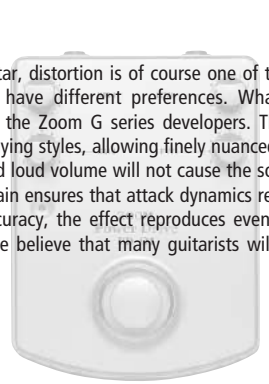 tar, distortion is of course one of t
have different preferences. Wha
the Zoom G series developers. T
ying styles, allowing finely nuanced
d loud volume will not cause the so
ain ensures that attack dynamics re
curacy, the effect reproduces even
e believe that many guitarists wil
POWER DRIVE